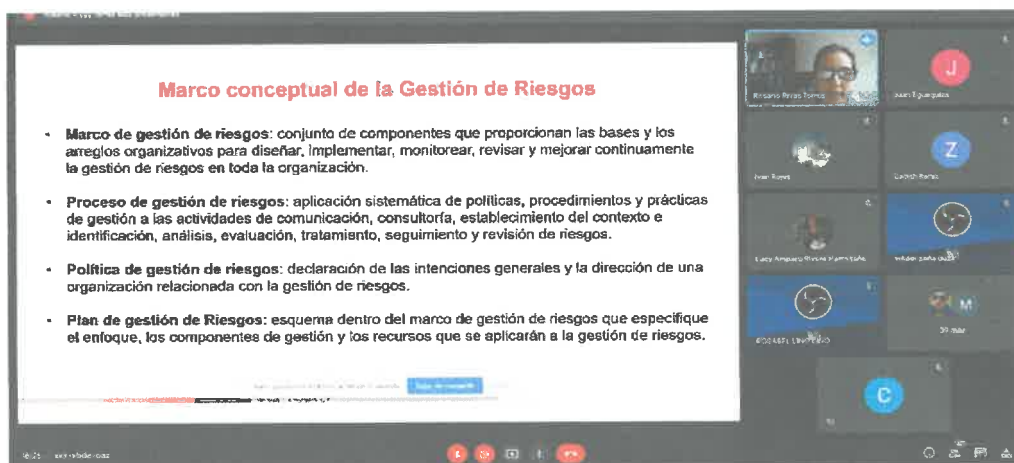 Marco conceptual de la Gestión de Riesgos
• Marco de gestión de riesgos: conjunto de componentes que proporcionan las bases y los
arreglos organizativos para diseñar, implementar, monitorear, revisar y mejorar continuamente
la gestión de riesgos en toda la organización.
• Proceso de gestión de riesgos: aplicación sistemática de políticas, procedimientos y prácticas
de gestión a las actividades de comunicación, consultoría, establecimiento del contexto e
identificación, análisis, evaluación, tratamiento, seguimiento y revisión de riesgos.
• Política de gestión de riesgos: declaración de las intenciones generales y la dirección de una
organización relacionada con la gestión de riesgos.
• Plan de gestión de Riesgos: esquema dentro del marco de gestión de riesgos que especifique
el enfoque, los componentes de gestión y los recursos que se aplicarán a la gestión de riesgos.
J
Z
Lucy Amparo Rivera
M
39 más
C
Tú